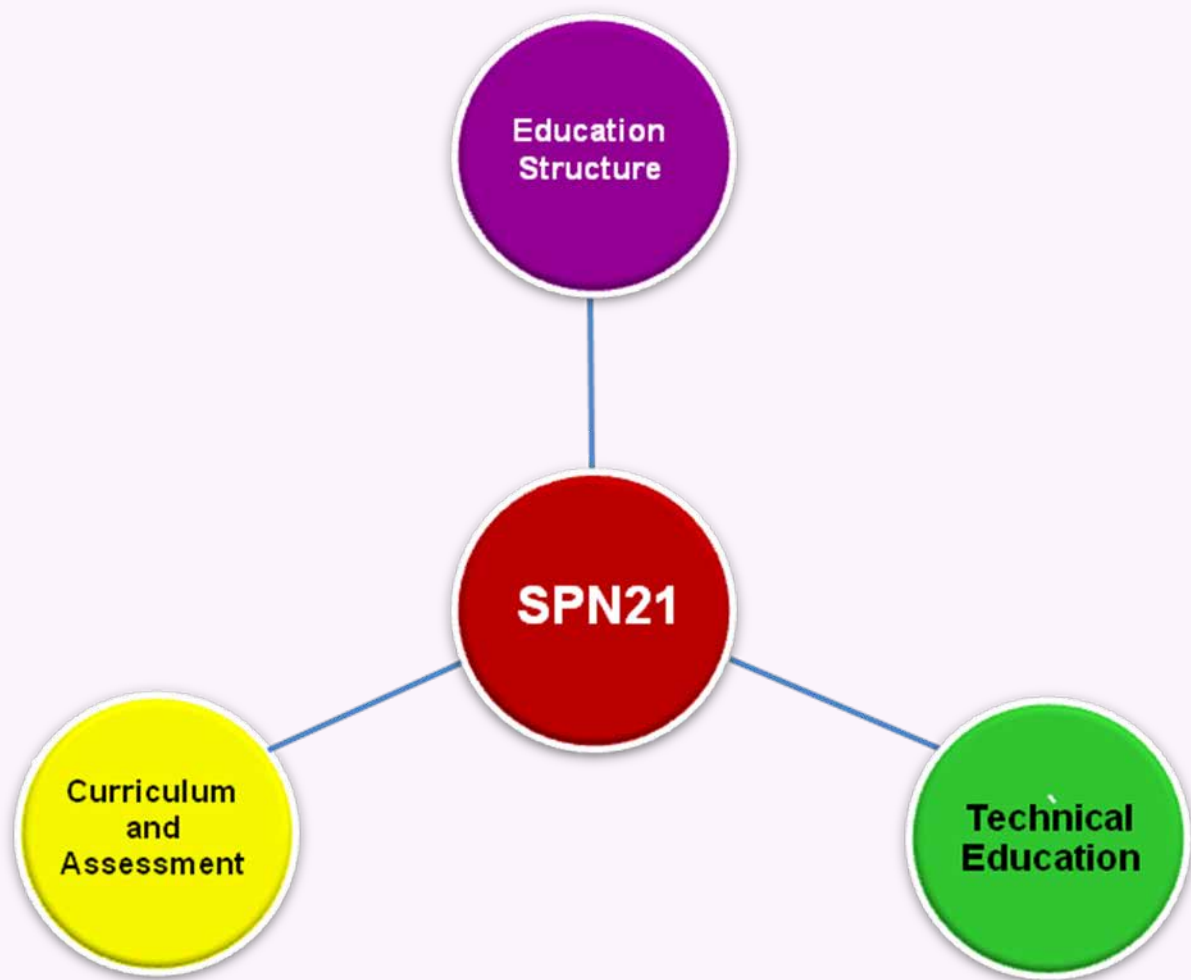 Education
Structure
SPN21
Curriculum
and
Assessment
Technical
Education